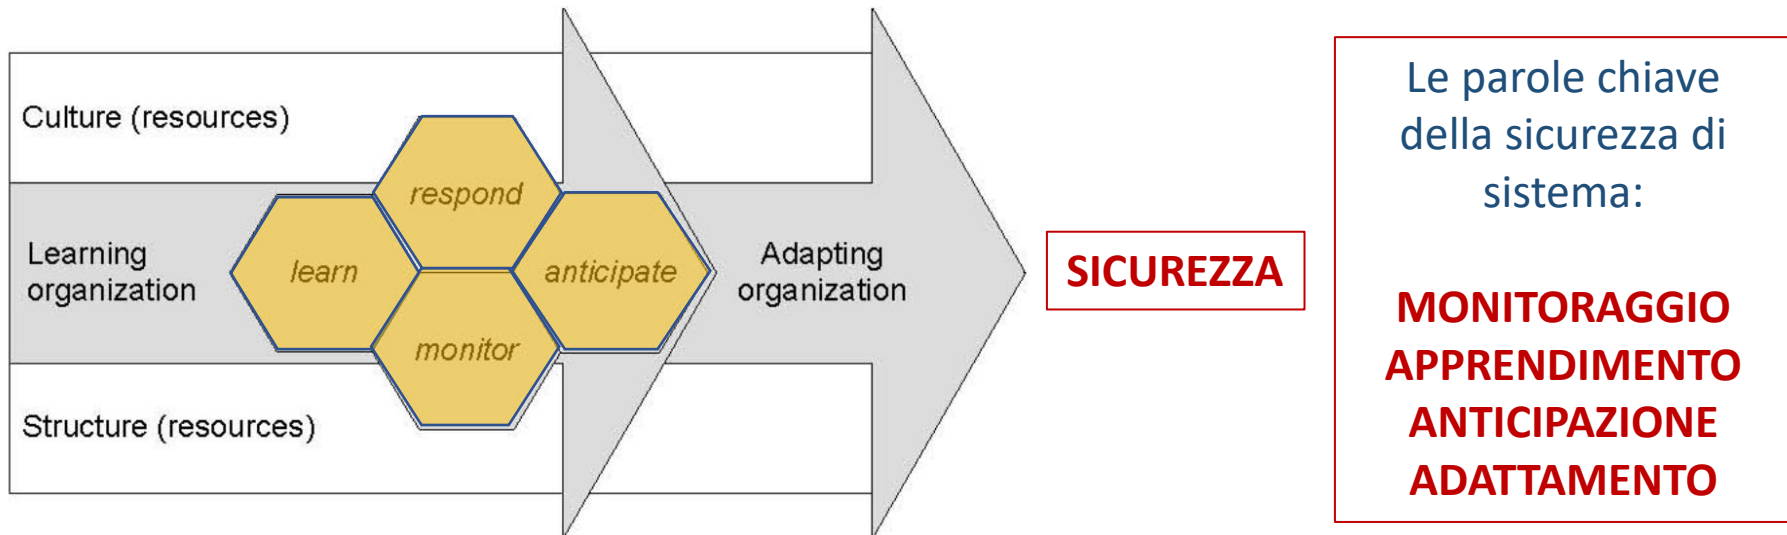 Culture (resources)
respond
Learning
organization
learn
anticipate
Adapting
organization
monitor
Structure (resources)
SICUREZZA
Le parole chiave
della sicurezza di
sistema:
MONITORAGGIO
APPRENDIMENTO
ANTICIPAZIONE
ADATTAMENTO